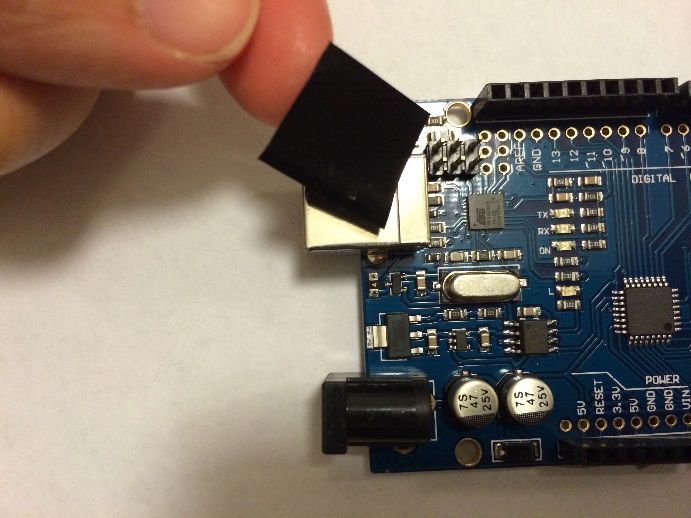 AREF
GND
13
12
~11
~10
~9
8
7
~6
DIGITAL
TX
RX
ON
L
7S
47
25V
7S
47
25V
POWER
5V
RESET
3.3V
5V
GND
GND
VIN